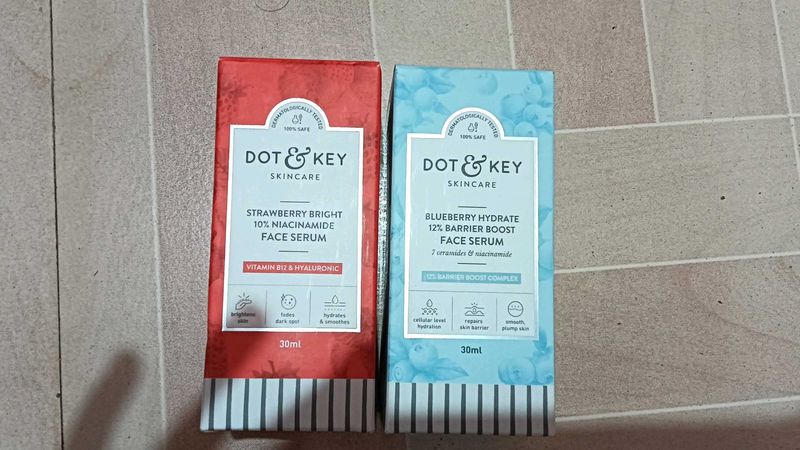 DERMATOLOGICALLY TESTED
100% SAFE
DOT & KEY
SKINCARE
STRAWBERRY BRIGHT
10% NIACINAMIDE
FACE SERUM
VITAMIN B12 & HYALURONIC
brightens
skin
fades
dark spot
hydrates
& smoothes
30ml
DERMATOLOGICALLY TESTED
100% SAFE
DOT & KEY
SKINCARE
BLUEBERRY HYDRATE
12% BARRIER BOOST
FACE SERUM
7 ceramides & niacinamide
12% BARRIER BOOST COMPLEX
cellular level
hydration
repairs
skin barrier
smooth,
plump skin
30ml